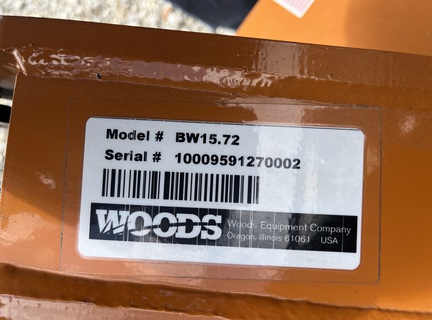 Model # BW15.72
Serial # 10009591270002
WOODS
Woods Equipment Company
Oregon, Illinois 61061 USA